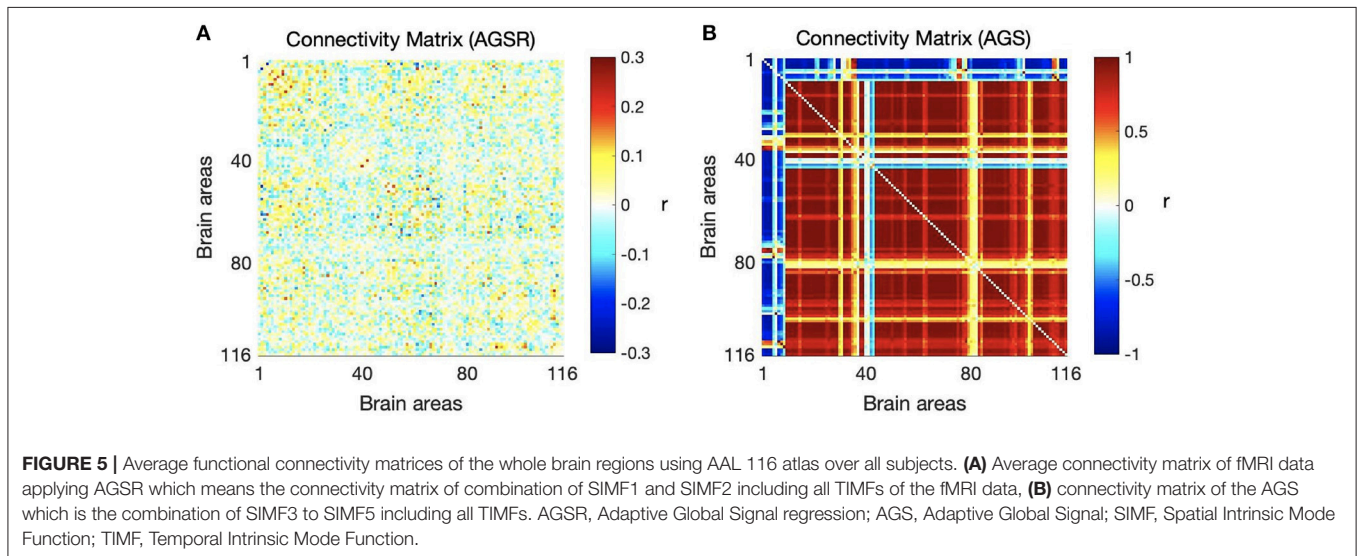 A
Connectivity Matrix (AGSR)
1
40
80
116
Brain areas
1
40
80
116
Brain areas
0.3
0.2
0.1
0
-0.1
-0.2
-0.3
r
B
Connectivity Matrix (AGS)
1
40
80
116
Brain areas
1
40
80
116
Brain areas
1
0.5
0
-0.5
-1
r
FIGURE 5 | Average functional connectivity matrices of the whole brain regions using AAL 116 atlas over all subjects. (A) Average connectivity matrix of fMRI data
applying AGSR which means the connectivity matrix of combination of SIMF1 and SIMF2 including all TIMFs of the fMRI data, (B) connectivity matrix of the AGS
which is the combination of SIMF3 to SIMF5 including all TIMFs. AGSR, Adaptive Global Signal regression; AGS, Adaptive Global Signal; SIMF, Spatial Intrinsic Mode
Function; TIMF, Temporal Intrinsic Mode Function.